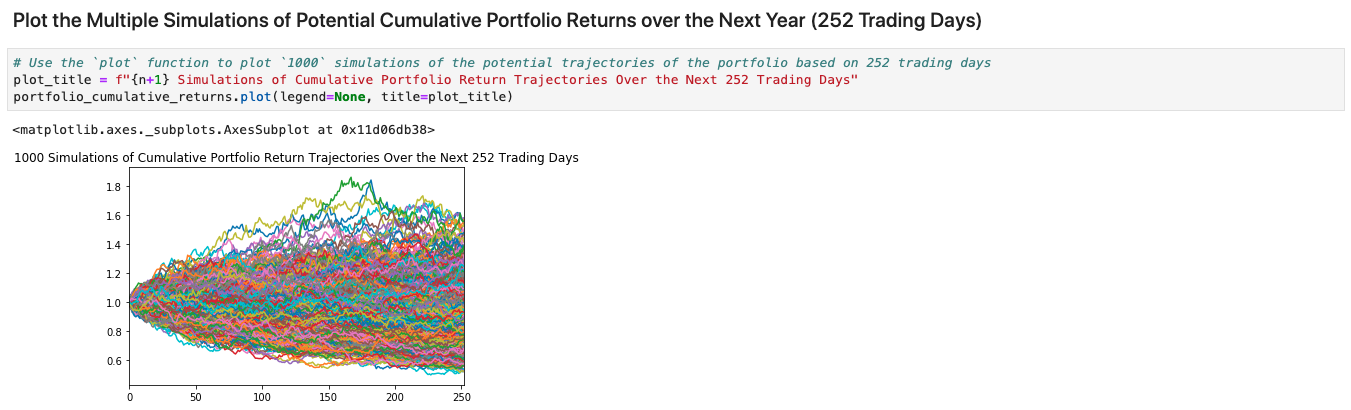 Plot the Multiple Simulations of Potential Cumulative Portfolio Returns over the Next Year (252 Trading Days)
# Use the `plot` function to plot `1000` simulations of the potential trajectories of the portfolio based on 252 trading days
plot_title = f"{n+1} Simulations of Cumulative Portfolio Return Trajectories Over the Next 252 Trading Days"
portfolio_cumulative_returns.plot(legend=None, title=plot_title)
<matplotlib.axes._subplots.AxesSubplot at 0x11d06db38>
1000 Simulations of Cumulative Portfolio Return Trajectories Over the Next 252 Trading Days
1.8
1.6
1.4
1.2
1.0
0.8
0.6
0 50 100 150 200 250